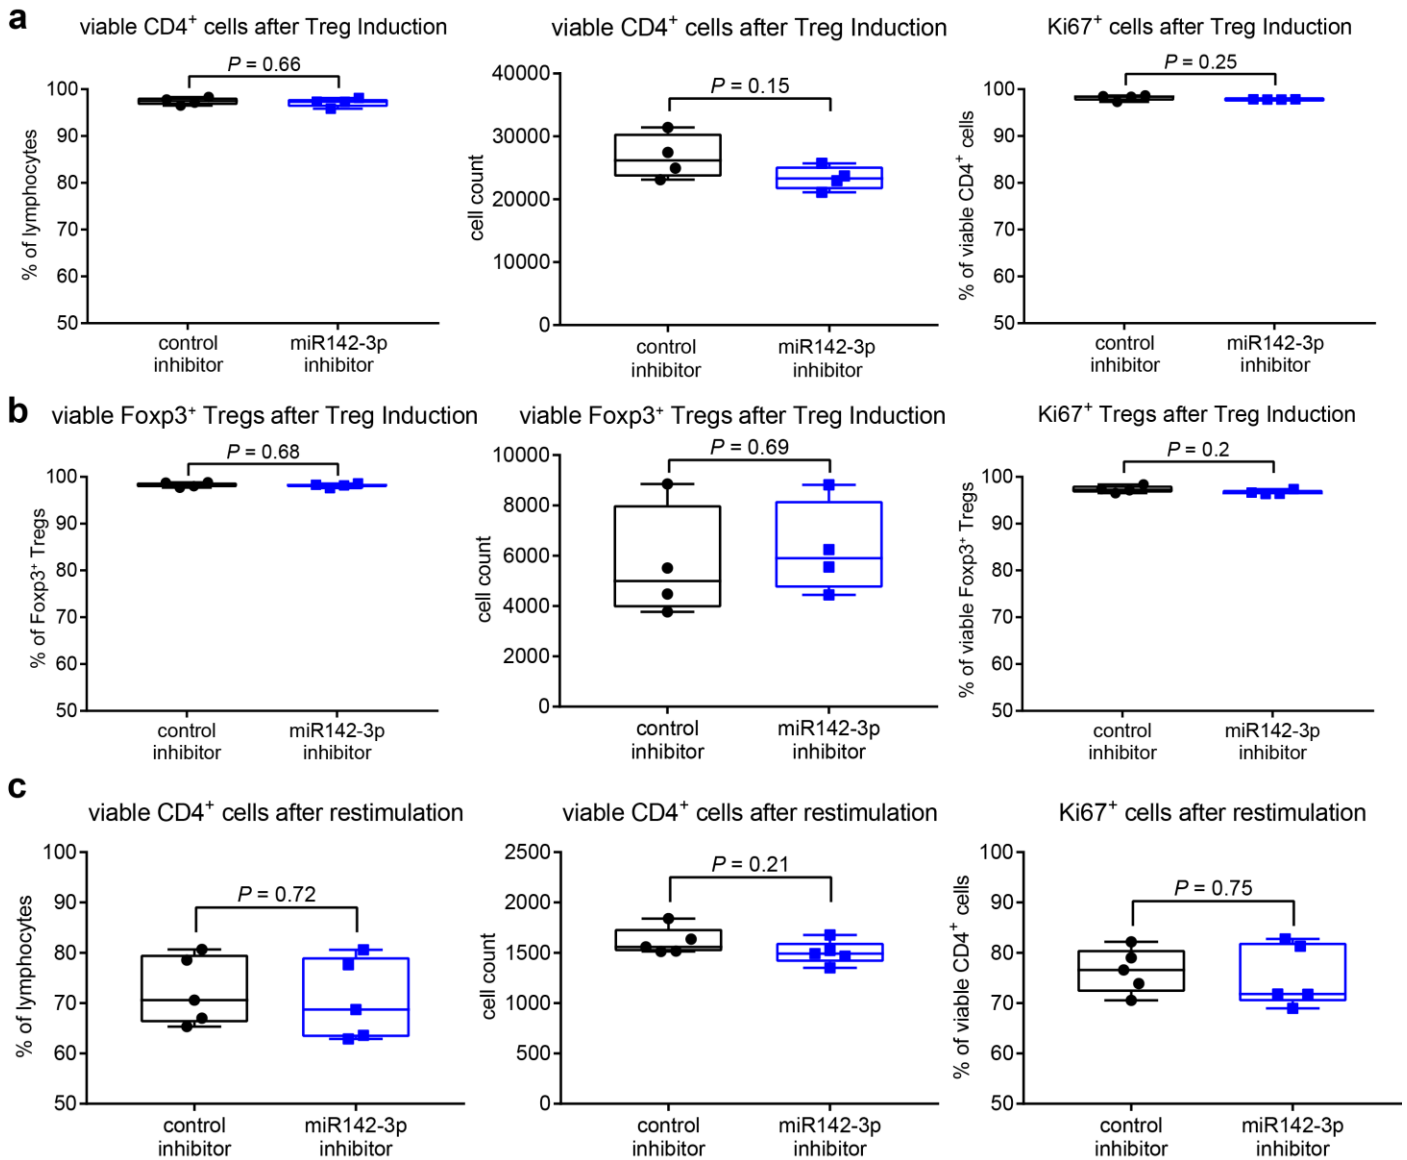 a
viable CD4⁺ cells after Treg Induction
P = 0.66
% of lymphocytes
100
90
80
70
60
50
control
inhibitor
miR142-3p
inhibitor
viable CD4⁺ cells after Treg Induction
P = 0.15
cell count
40000
30000
20000
10000
0
control
inhibitor
miR142-3p
inhibitor
Ki67⁺ cells after Treg Induction
P = 0.25
% of viable CD4⁺ cells
100
90
80
70
60
50
control
inhibitor
miR142-3p
inhibitor
b
viable Foxp3⁺ Tregs after Treg Induction
P = 0.68
% of Foxp3⁺ Tregs
100
90
80
70
60
50
control
inhibitor
miR142-3p
inhibitor
viable Foxp3⁺ Tregs after Treg Induction
P = 0.69
cell count
10000
8000
6000
4000
2000
0
control
inhibitor
miR142-3p
inhibitor
Ki67⁺ Tregs after Treg Induction
P = 0.2
% of viable Foxp3⁺ Tregs
100
90
80
70
60
50
control
inhibitor
miR142-3p
inhibitor
c
viable CD4⁺ cells after restimulation
P = 0.72
% of lymphocytes
100
90
80
70
60
50
control
inhibitor
miR142-3p
inhibitor
viable CD4⁺ cells after restimulation
P = 0.21
cell count
2500
2000
1500
1000
500
0
control
inhibitor
miR142-3p
inhibitor
Ki67⁺ cells after restimulation
P = 0.75
% of viable CD4⁺ cells
100
90
80
70
60
50
control
inhibitor
miR142-3p
inhibitor